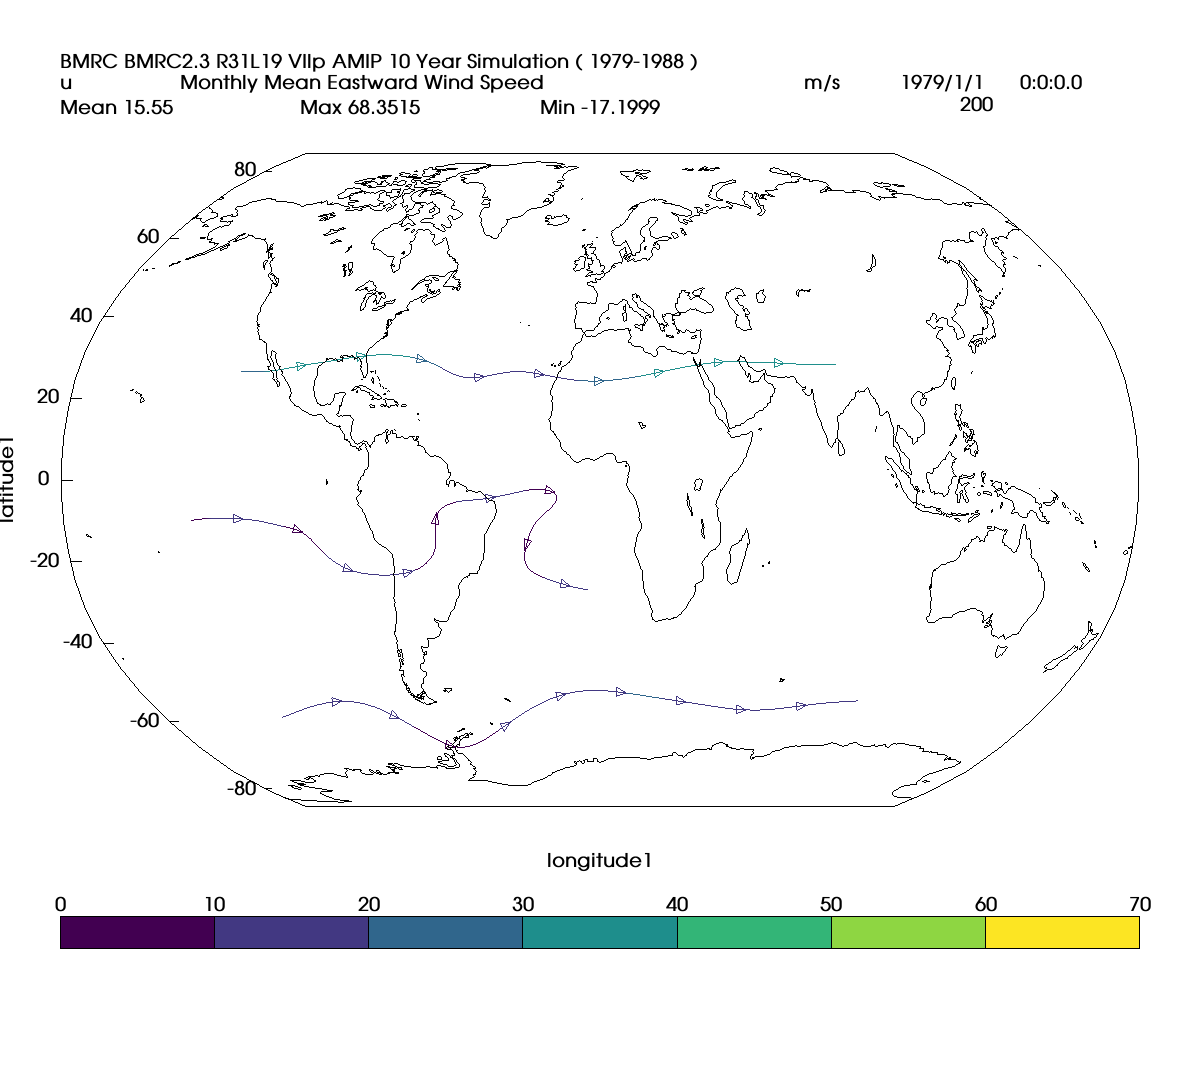 BMRC BMRC2.3 R31L19 VIIp AMIP 10 Year Simulation ( 1979-1988 )
u Monthly Mean Eastward Wind Speed m/s 1979/1/1 0:0:0.0
Mean 15.55 Max 68.3515 Min -17.1999 200
80
60
40
20
0
-20
-40
-60
-80
latitude1
longitude1
0 10 20 30 40 50 60 70